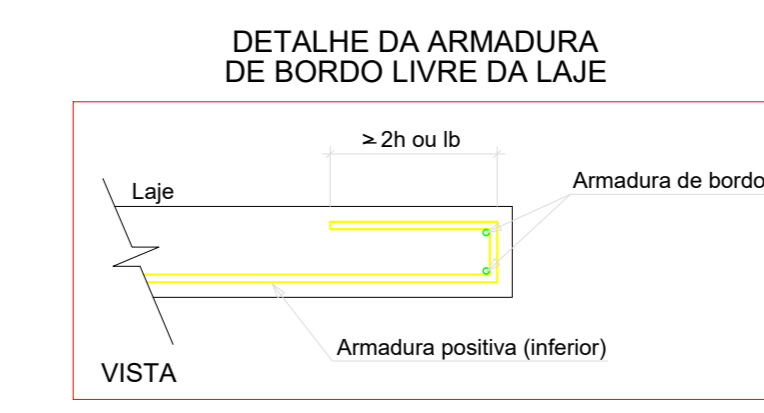 DETALHE DA ARMADURA
DE BORDO LIVRE DA LAJE
≥ 2h ou lb
Armadura de bordo
Laje
Armadura positiva (inferior)
VISTA